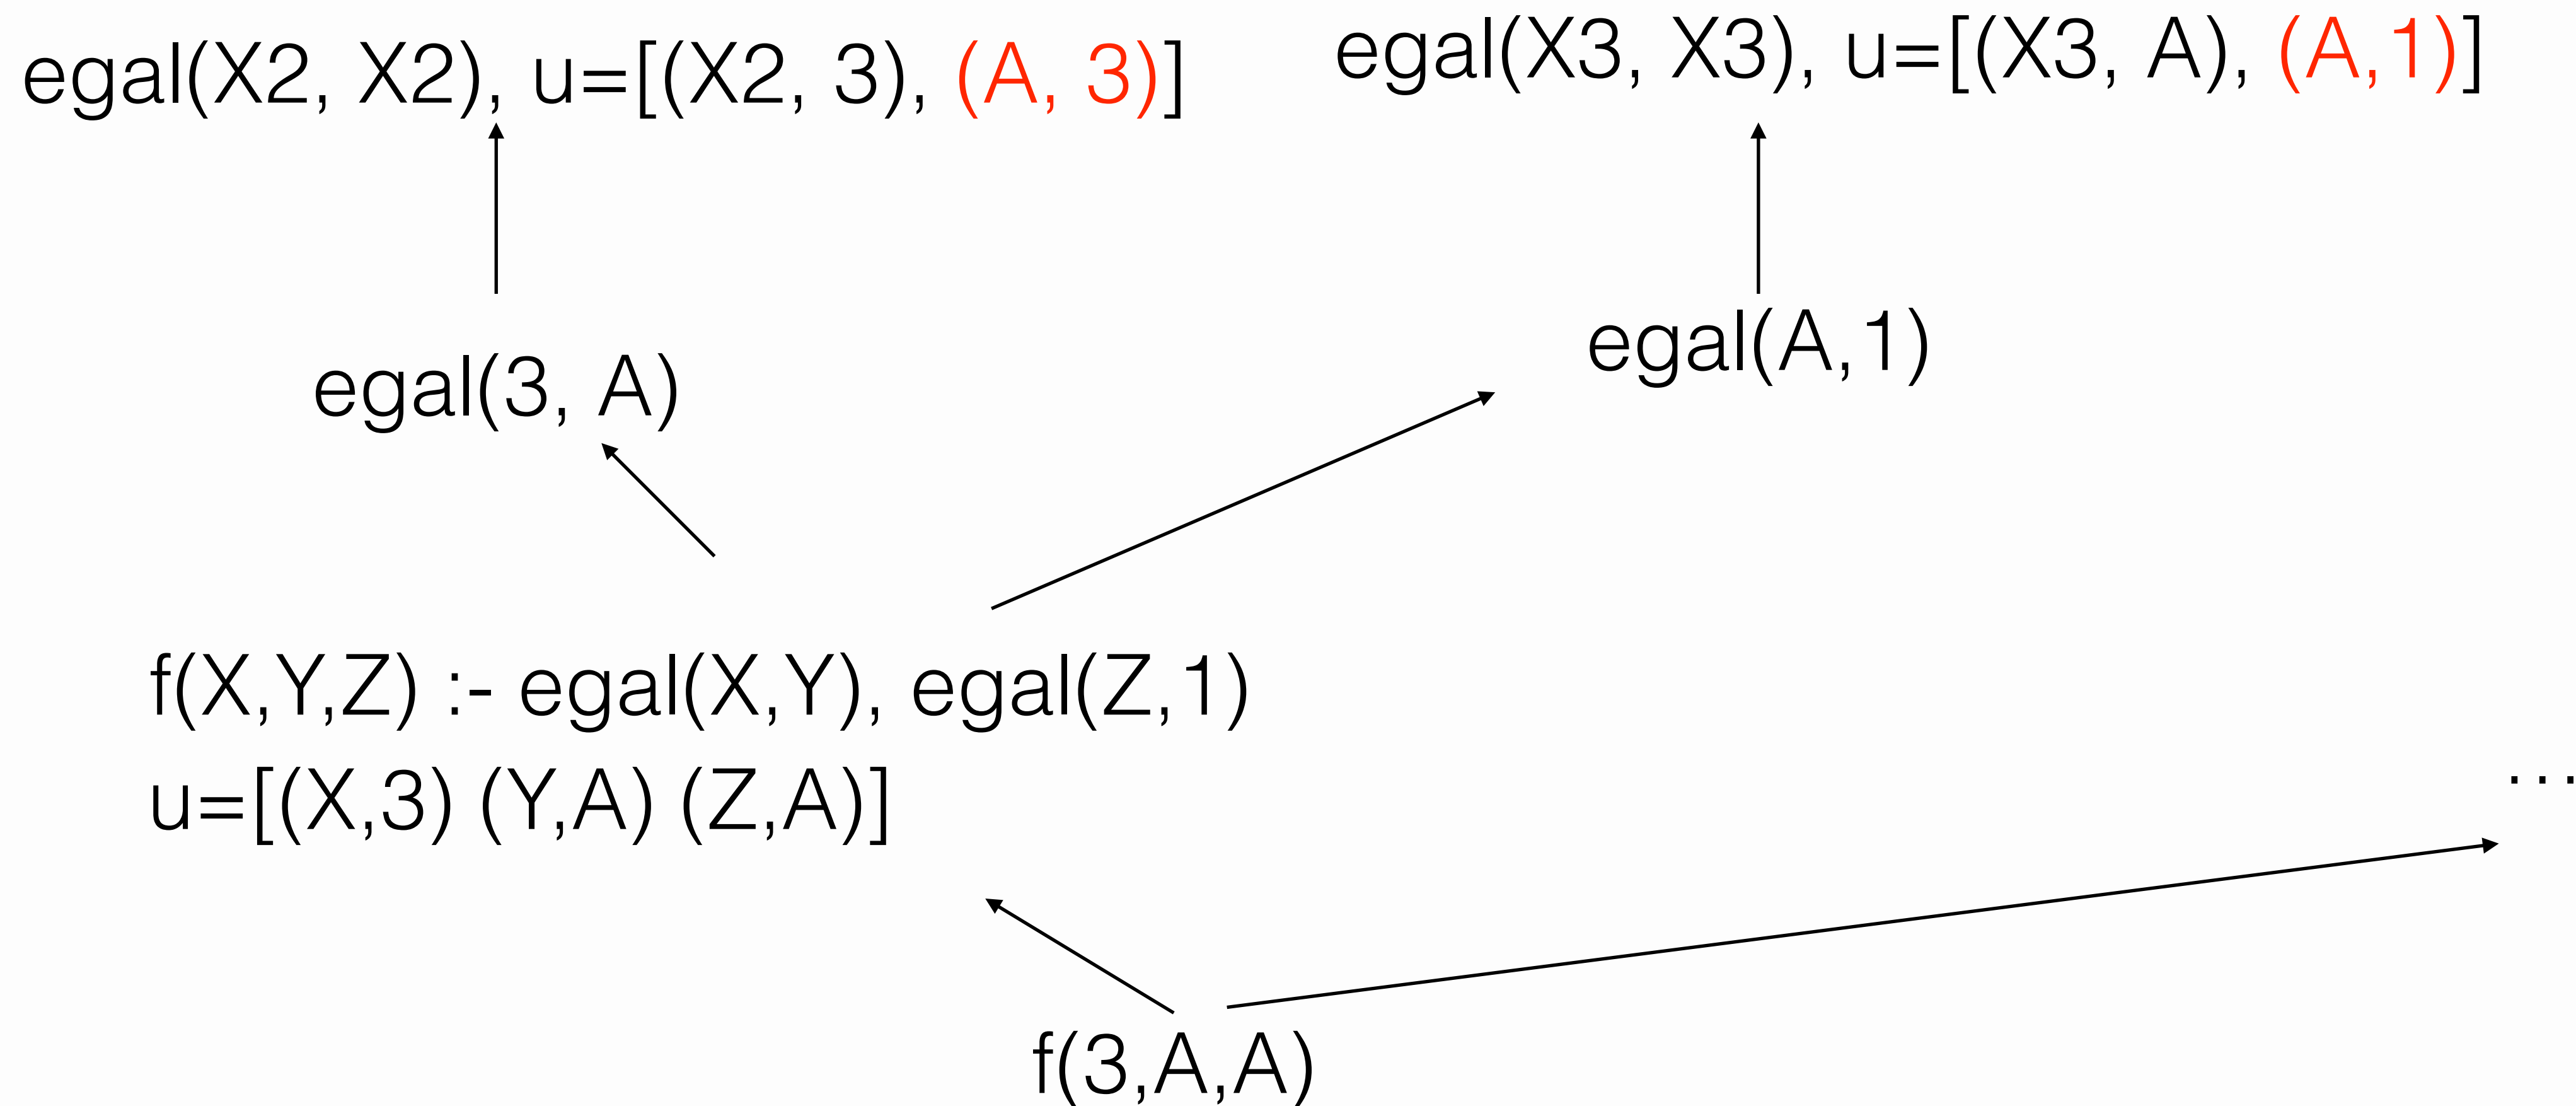 egal(X2, X2), u=[(X2, 3), (A, 3)]
egal(X3, X3), u=[(X3, A), (A,1)]
egal(3, A)
egal(A,1)
f(X,Y,Z) :- egal(X,Y), egal(Z,1)
u=[(X,3) (Y,A) (Z,A)]
...
f(3,A,A)